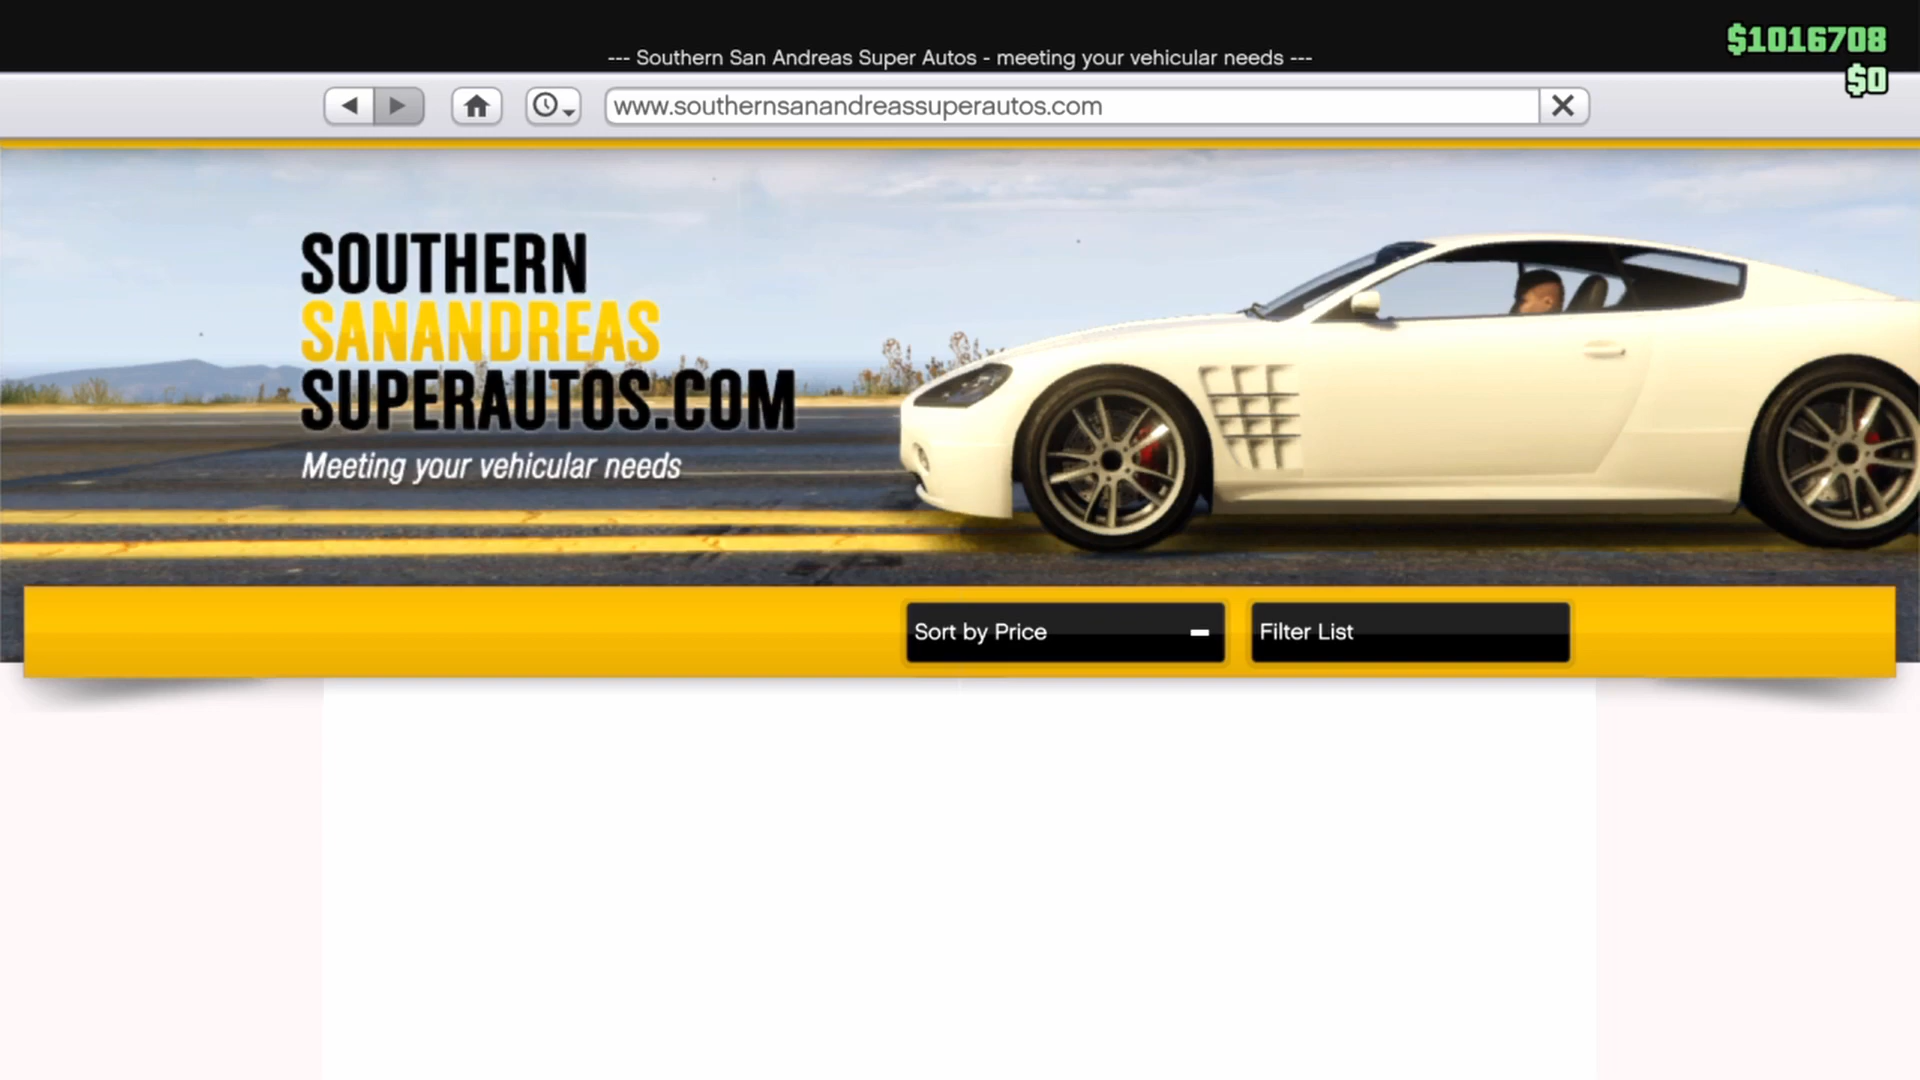 --- Southern San Andreas Super Autos - meeting your vehicular needs ---
$1016708
$0
www.southernsanandreassuperautos.com
SOUTHERN
SANANDREAS
SUPERAUTOS.COM
Meeting your vehicular needs
Sort by Price
Filter List